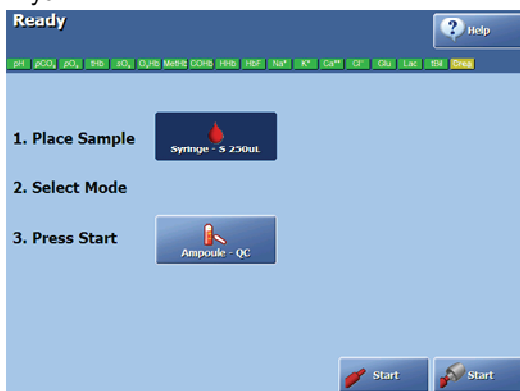 Ready
Help
pH pCO₂ pO₂ tHb sO₂ O₂Hb MetHb COHb HHb HbF Na⁺ K⁺ Ca⁺⁺ Cl⁻ Glu Lac tBil Crea
1. Place Sample
Syringe - S 250uL
2. Select Mode
3. Press Start
Ampoule - QC
Start
Start